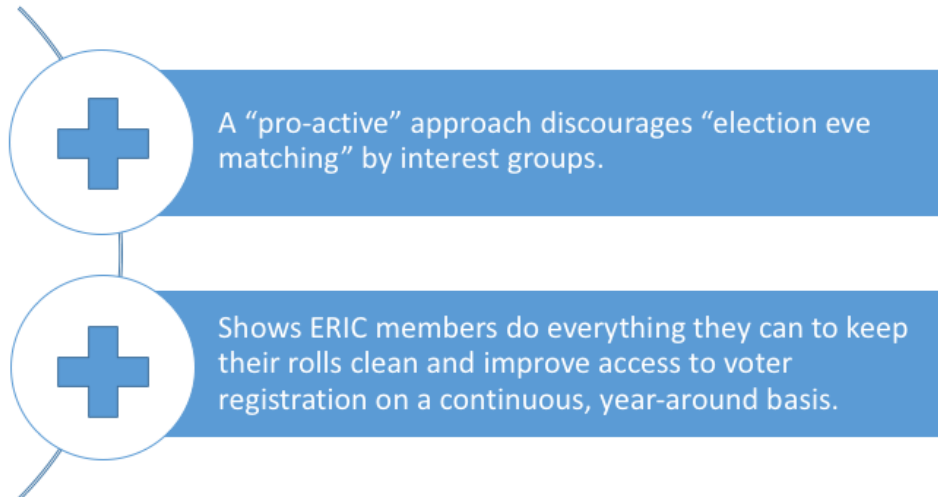 A “pro-active” approach discourages “election eve
matching” by interest groups.
Shows ERIC members do everything they can to keep
their rolls clean and improve access to voter
registration on a continuous, year-around basis.